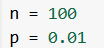 n = 100
p = 0.01